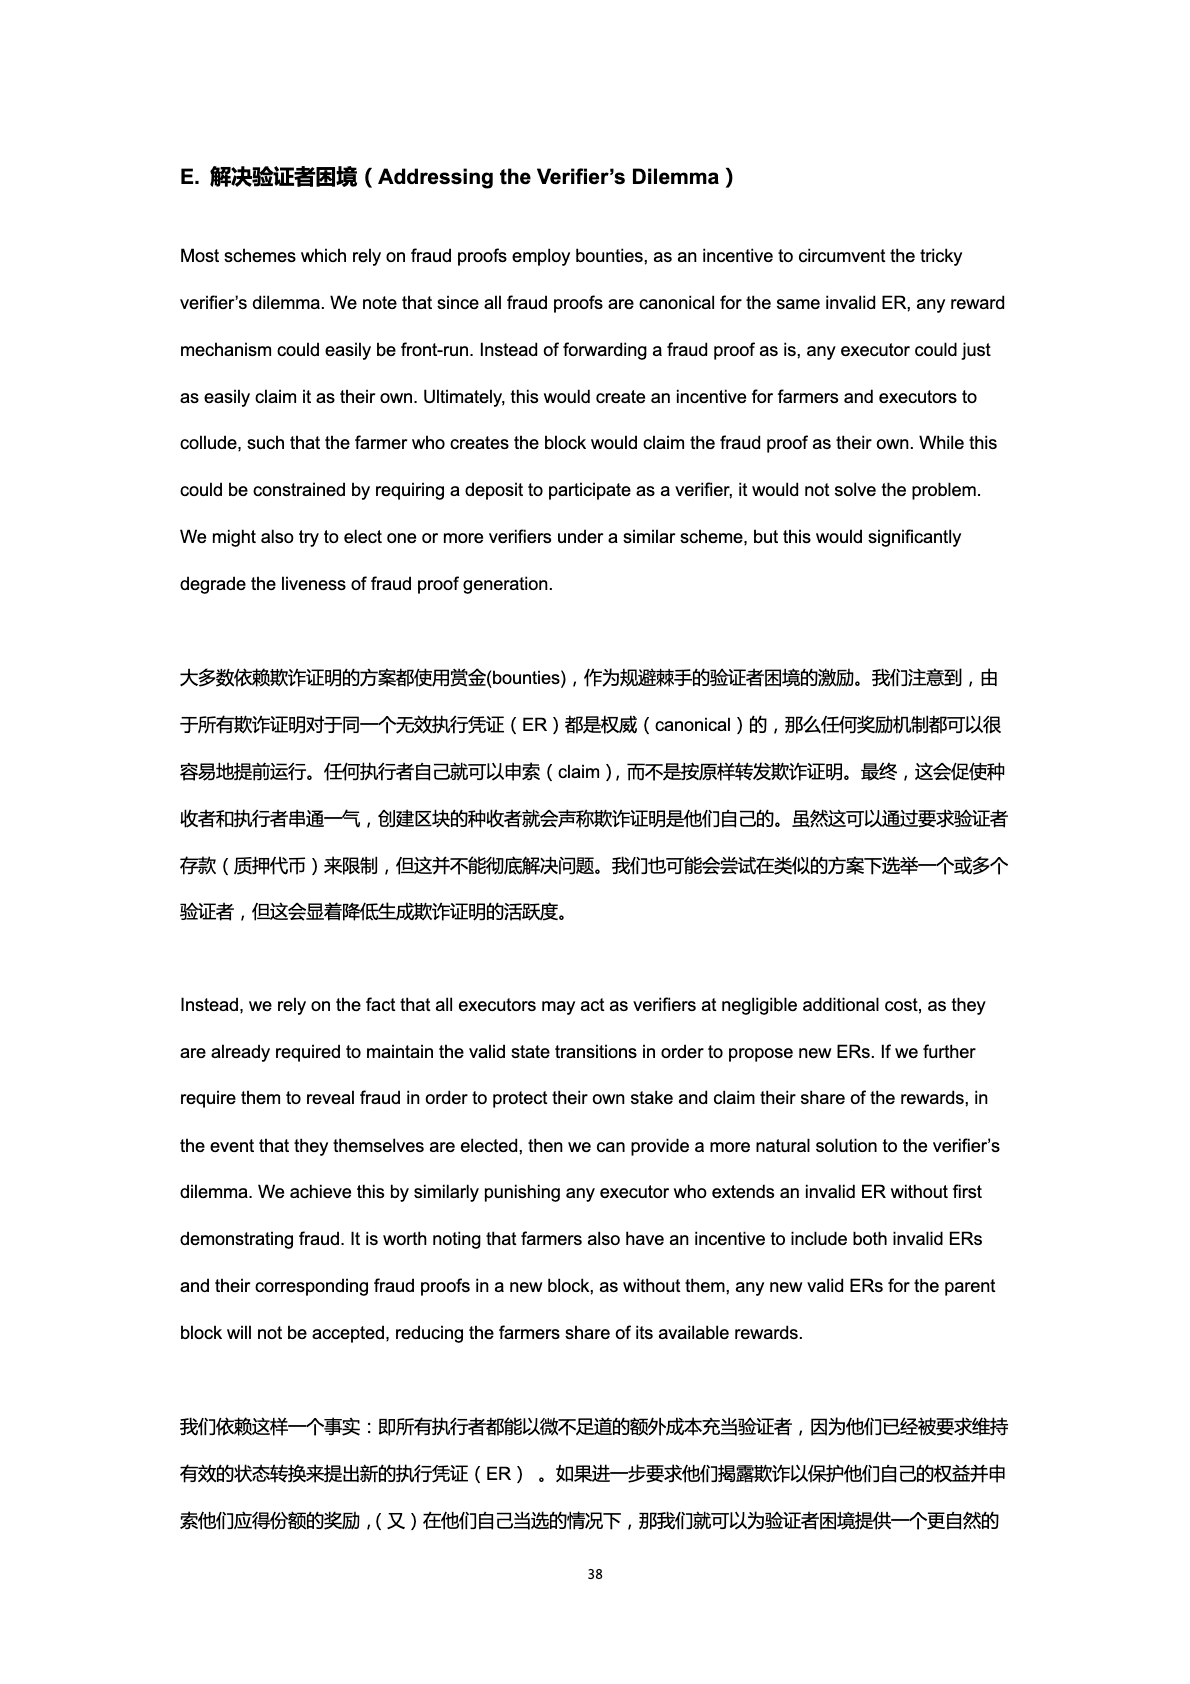 E. 解决验证者困境（Addressing the Verifier’s Dilemma）
Most schemes which rely on fraud proofs employ bounties, as an incentive to circumvent the tricky
verifier’s dilemma. We note that since all fraud proofs are canonical for the same invalid ER, any reward
mechanism could easily be front-run. Instead of forwarding a fraud proof as is, any executor could just
as easily claim it as their own. Ultimately, this would create an incentive for farmers and executors to
collude, such that the farmer who creates the block would claim the fraud proof as their own. While this
could be constrained by requiring a deposit to participate as a verifier, it would not solve the problem.
We might also try to elect one or more verifiers under a similar scheme, but this would significantly
degrade the liveness of fraud proof generation.
大多数依赖欺诈证明的方案都使用赏金(bounties)，作为规避棘手的验证者困境的激励。我们注意到，由
于所有欺诈证明对于同一个无效执行凭证（ER）都是权威（canonical）的，那么任何奖励机制都可以很
容易地提前运行。任何执行者自己就可以申索（claim），而不是按原样转发欺诈证明。最终，这会促使种
收者和执行者串通一气，创建区块的种收者就会声称欺诈证明是他们自己的。虽然这可以通过要求验证者
存款（质押代币）来限制，但这并不能彻底解决问题。我们也可能会尝试在类似的方案下选举一个或多个
验证者，但这会显着降低生成欺诈证明的活跃度。
Instead, we rely on the fact that all executors may act as verifiers at negligible additional cost, as they
are already required to maintain the valid state transitions in order to propose new ERs. If we further
require them to reveal fraud in order to protect their own stake and claim their share of the rewards, in
the event that they themselves are elected, then we can provide a more natural solution to the verifier’s
dilemma. We achieve this by similarly punishing any executor who extends an invalid ER without first
demonstrating fraud. It is worth noting that farmers also have an incentive to include both invalid ERs
and their corresponding fraud proofs in a new block, as without them, any new valid ERs for the parent
block will not be accepted, reducing the farmers share of its available rewards.
我们依赖这样一个事实：即所有执行者都能以微不足道的额外成本充当验证者，因为他们已经被要求维持
有效的状态转换来提出新的执行凭证（ER） 。如果进一步要求他们揭露欺诈以保护他们自己的权益并申
索他们应得份额的奖励，（又）在他们自己当选的情况下，那我们就可以为验证者困境提供一个更自然的
38